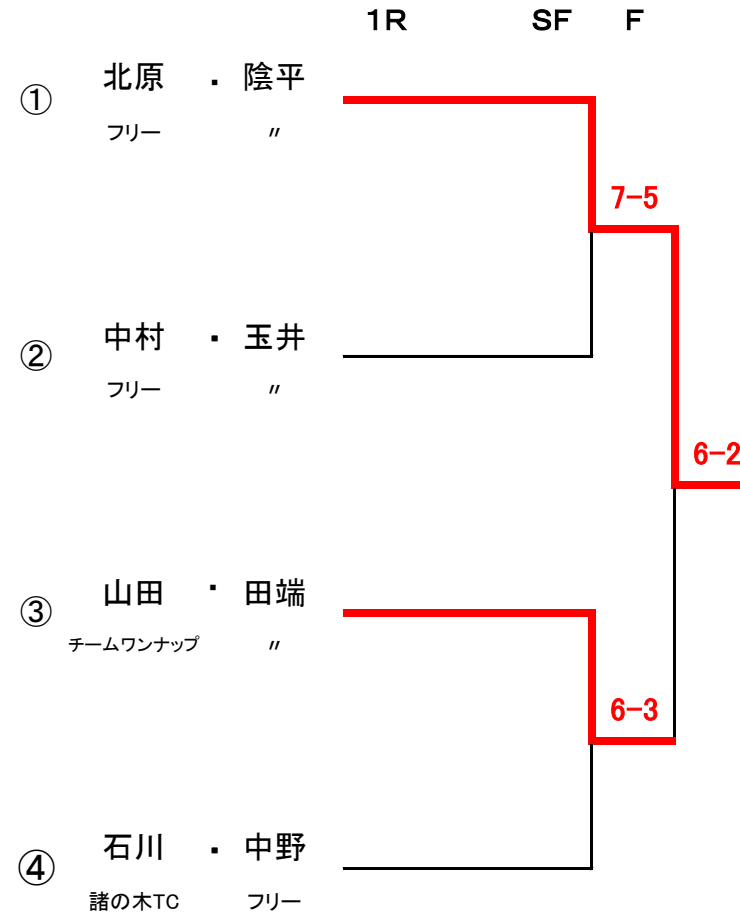 1R SF F
① 北原 ・ 陰平
フリー 〃
7-5
② 中村 ・ 玉井
フリー 〃
6-2
③ 山田 ・ 田端
チームワンナップ 〃
6-3
④ 石川 ・ 中野
諸の木TC フリー